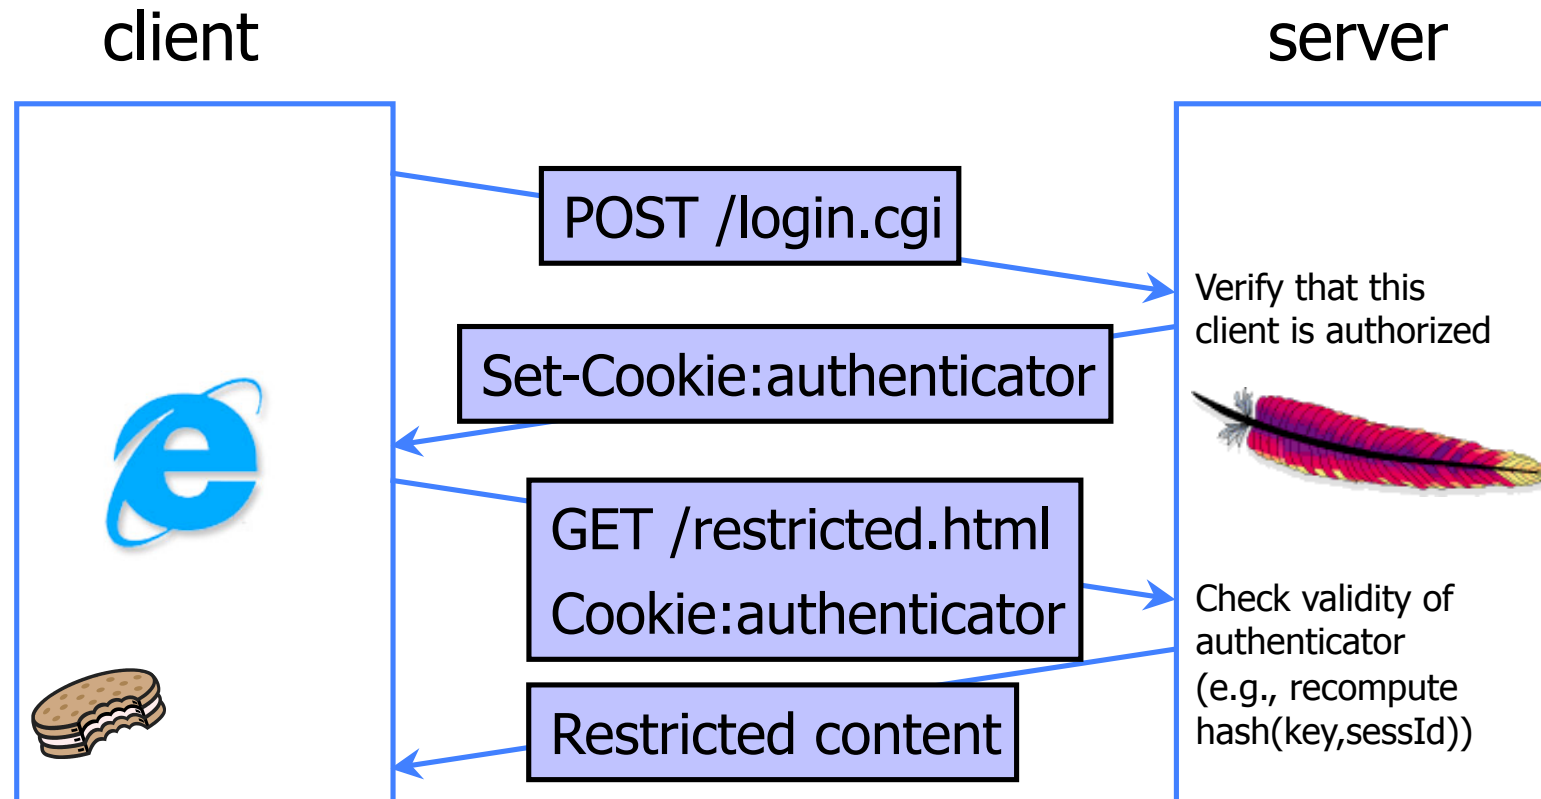 client
server
POST /login.cgi
Verify that this
client is authorized
Set-Cookie:authenticator
GET /restricted.html
Cookie:authenticator
Check validity of
authenticator
(e.g., recompute
hash(key,sessId))
Restricted content